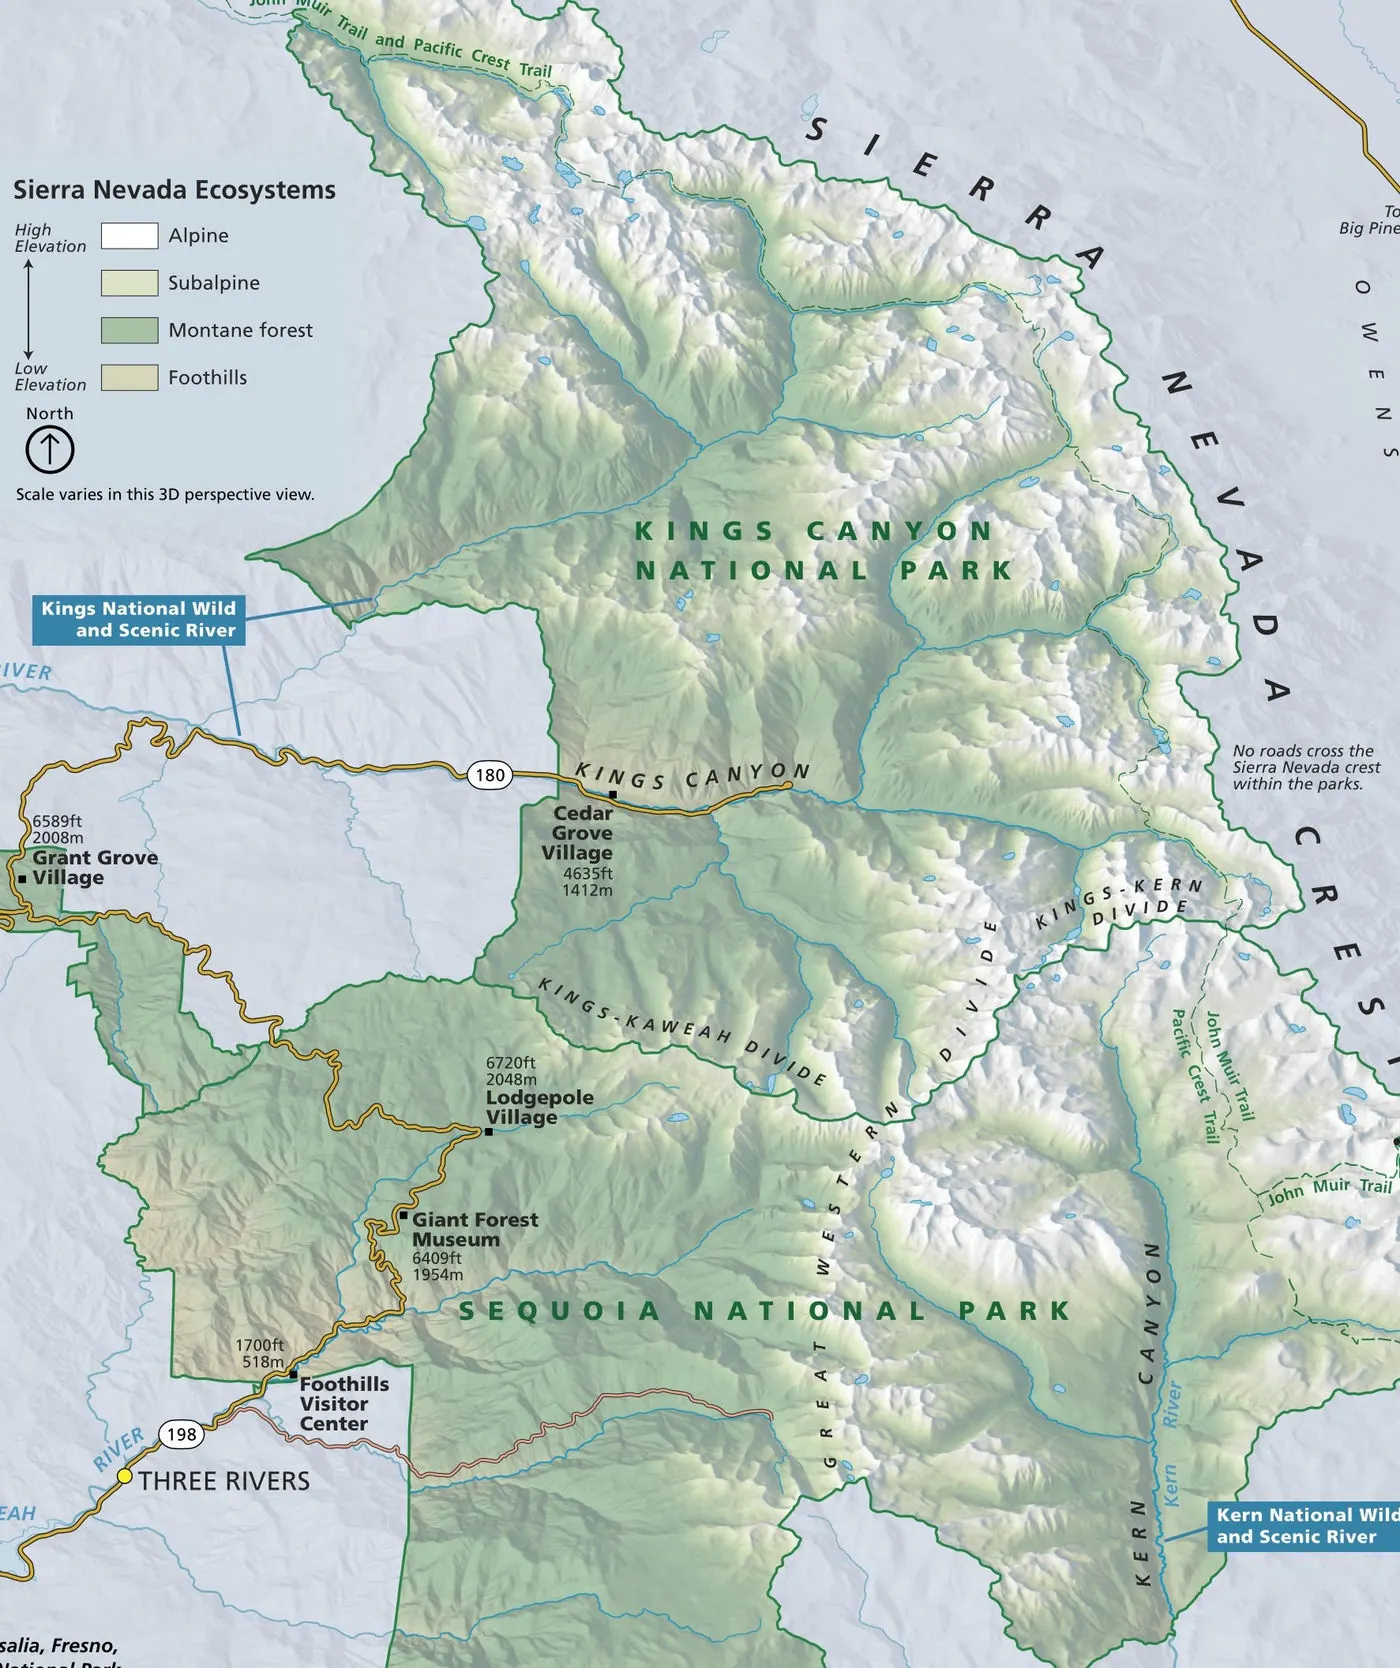 John Muir Trail and Pacific Crest Trail
SIERRA NEVADA CREST
Sierra Nevada Ecosystems
High
Elevation
Alpine
Subalpine
Montane forest
Low
Elevation
Foothills
North
Scale varies in this 3D perspective view.
To
Big Pine
OWENS
KINGS CANYON
NATIONAL PARK
Kings National Wild
and Scenic River
RIVER
No roads cross the
Sierra Nevada crest
within the parks.
180
KINGS CANYON
Cedar
Grove
Village
4635ft
1412m
6589ft
2008m
Grant Grove
Village
KINGS-KERN
DIVIDE
KINGS-KAWEAH DIVIDE
GREAT WESTERN DIVIDE
John Muir Trail
Pacific Crest Trail
6720ft
2048m
Lodgepole
Village
John Muir Trail
Giant Forest
Museum
6409ft
1954m
SEQUOIA NATIONAL PARK
KERN CANYON
1700ft
518m
Foothills
Visitor
Center
198
RIVER
THREE RIVERS
EAH
Kern River
Kern National Wild
and Scenic River
salia, Fresno,
National Park